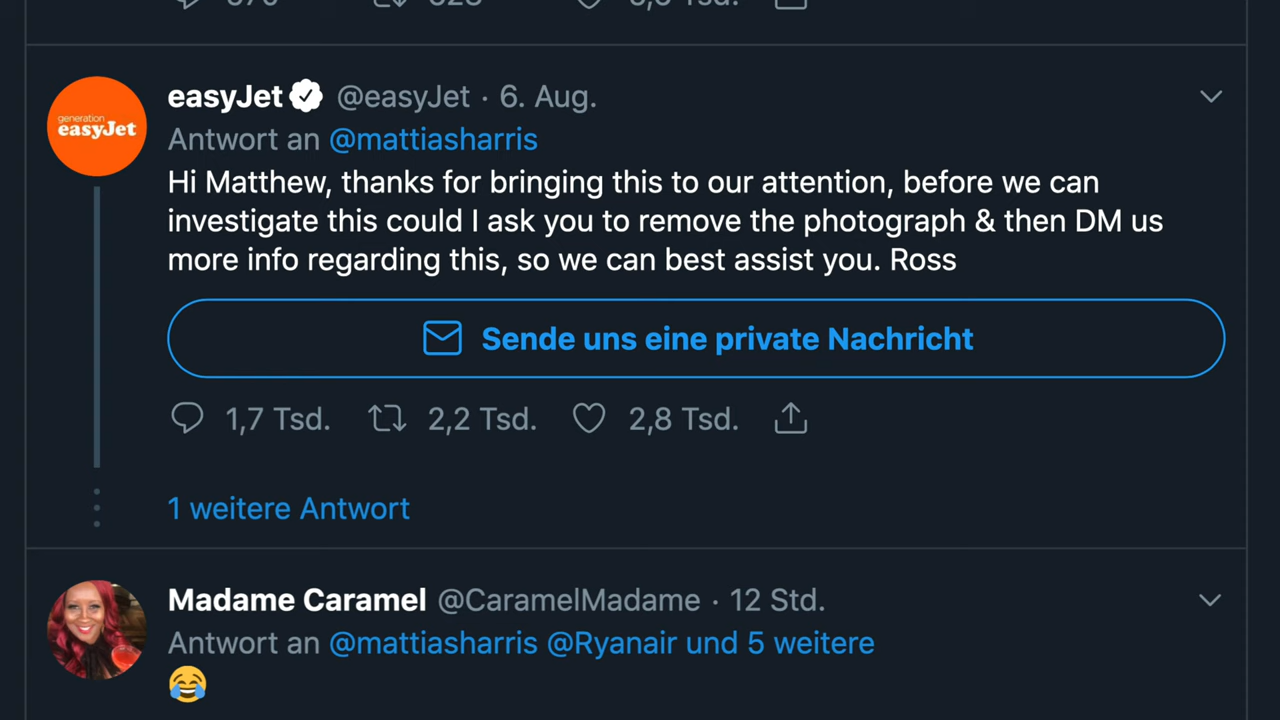 generation
easyJet
easyJet @easyJet · 6. Aug.
Antwort an @mattiasharris
Hi Matthew, thanks for bringing this to our attention, before we can
investigate this could I ask you to remove the photograph & then DM us
more info regarding this, so we can best assist you. Ross
Sende uns eine private Nachricht
1,7 Tsd. 2,2 Tsd. 2,8 Tsd.
1 weitere Antwort
Madame Caramel @CaramelMadame · 12 Std.
Antwort an @mattiasharris @Ryanair und 5 weitere
😂